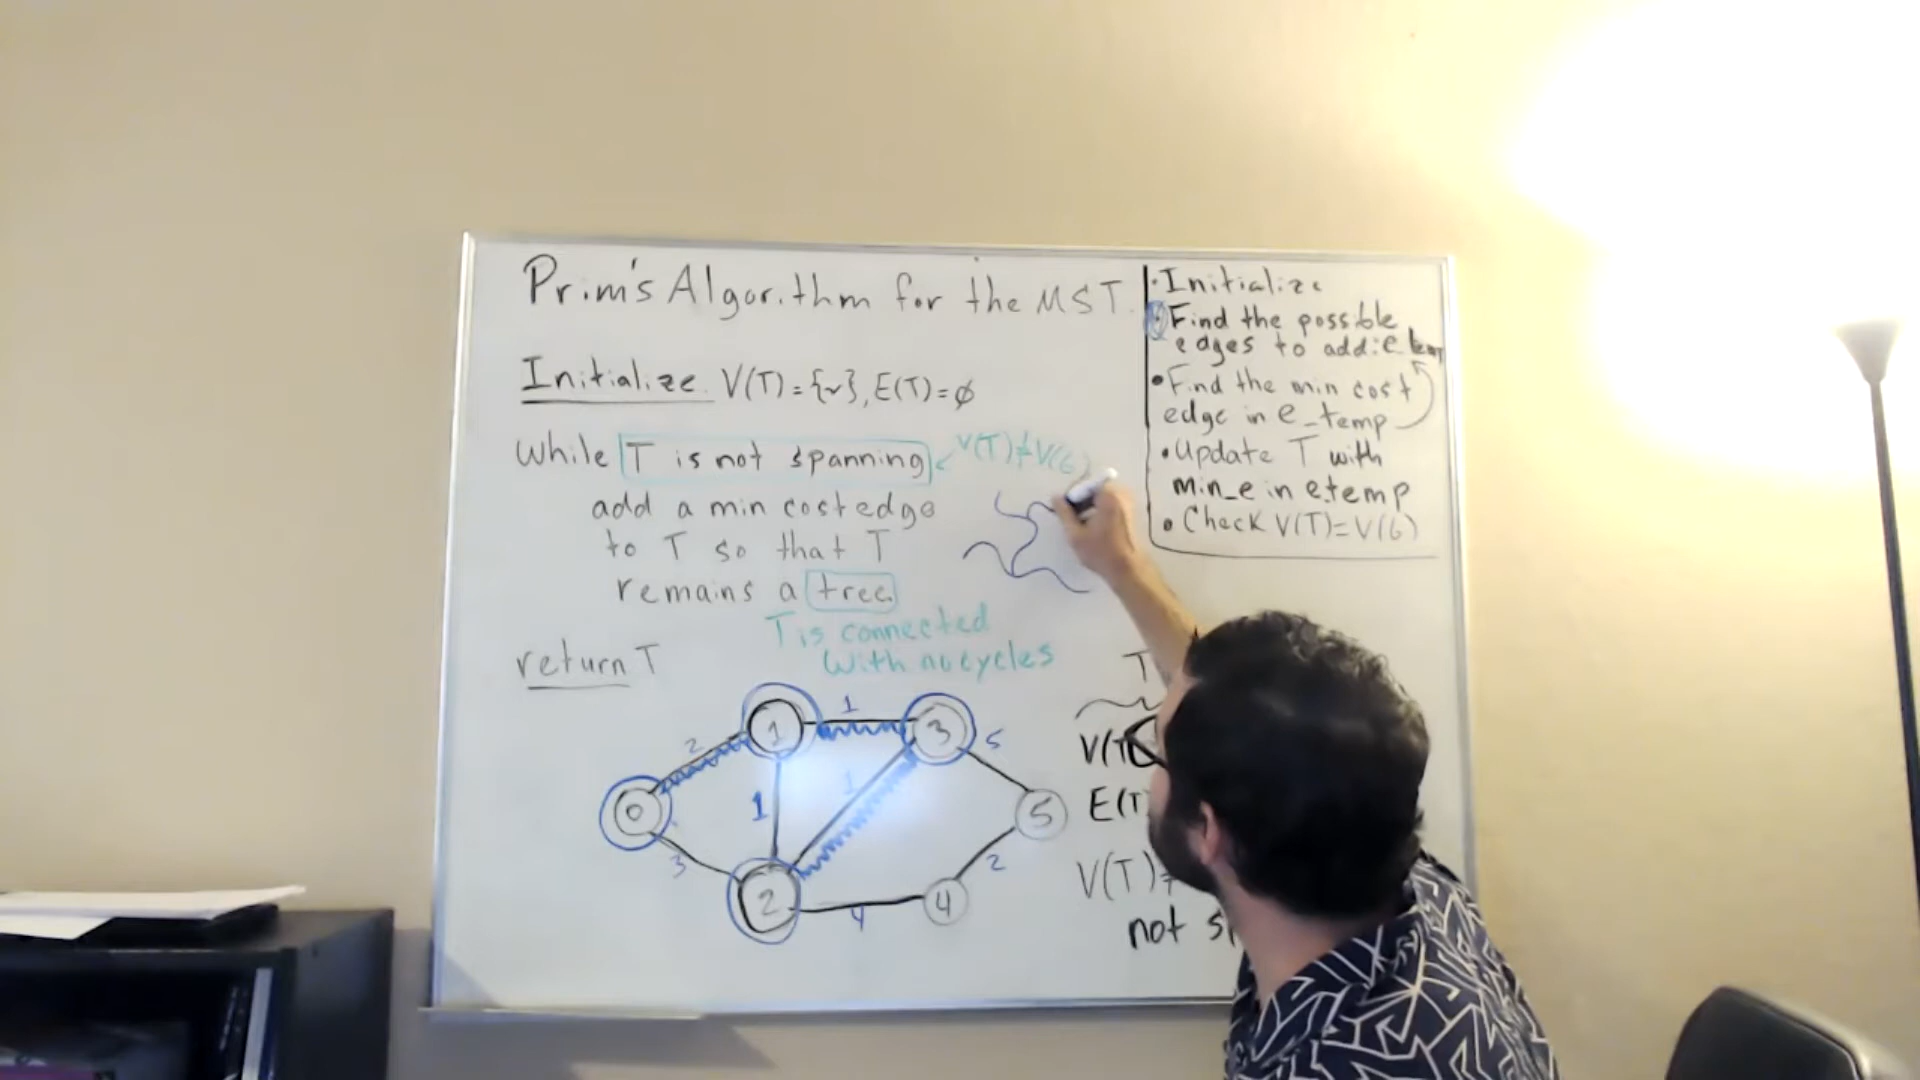 Prim's Algorithm for the MST
Initialize V(T)={v}, E(T)=∅
While T is not spanning
V(T)≠V(G)
add a min cost edge
to T so that T
remains a tree.
T is connected
with no cycles
return T
• Initialize
• Find the possible
edges to add: e
• Find the min cost
edge in e_temp
• Update T with
min_e in e_temp
• Check V(T)=V(G)
0
1
2
3
4
5
2
1
1
1
3
4
2
5
T
V(T
E(T
V(T)≠
not